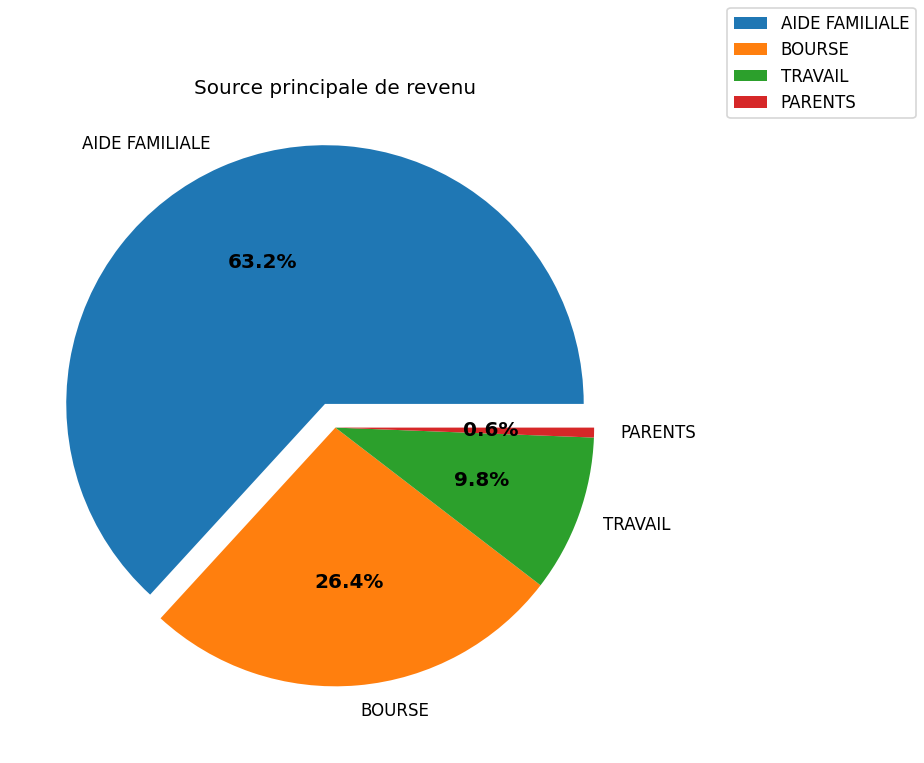 AIDE FAMILIALE
BOURSE
TRAVAIL
PARENTS
Source principale de revenu
AIDE FAMILIALE
63.2%
0.6%
PARENTS
9.8%
TRAVAIL
26.4%
BOURSE